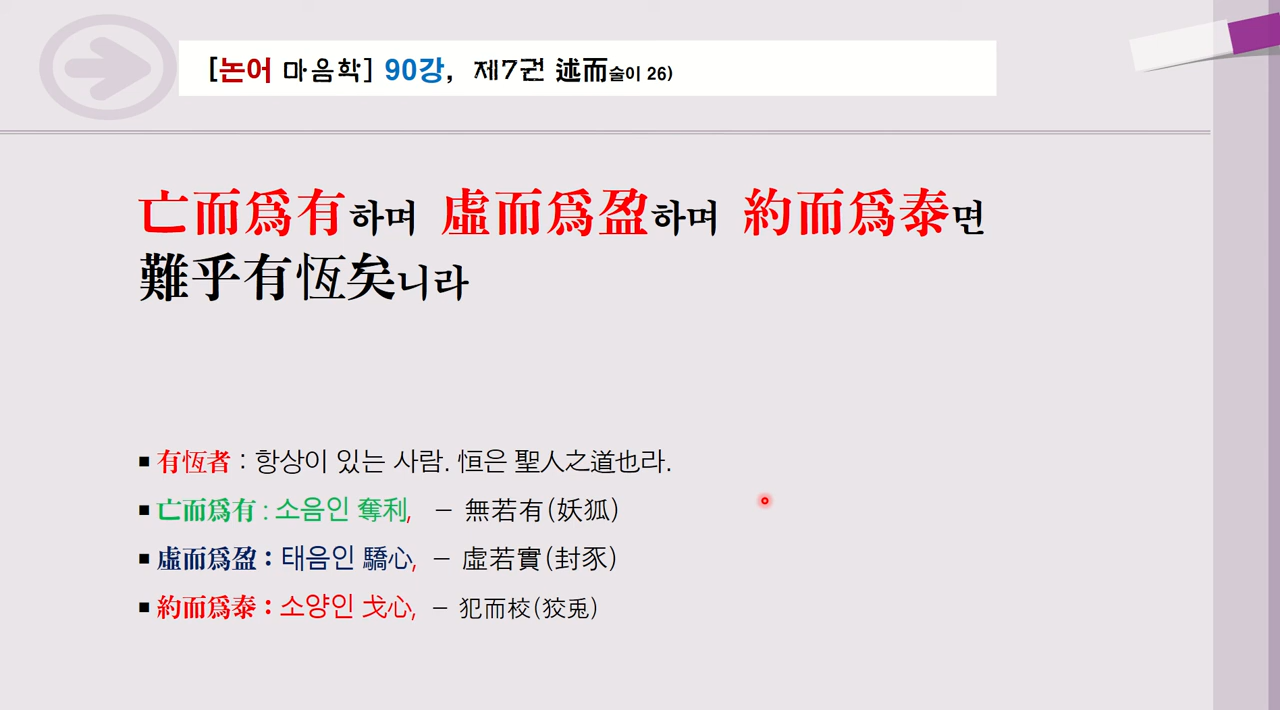 [논어 마음학] 90강, 제7권 述而술이 26)
亡而爲有하며 虛而爲盈하며 約而爲泰면
難乎有恆矣니라
■ 有恆者 : 항상이 있는 사람. 恒은 聖人之道也라.
■ 亡而爲有 : 소음인 奪利, – 無若有(妖狐)
■ 虛而爲盈 : 태음인 驕心, – 虛若實(封豕)
■ 約而爲泰 : 소양인 戈心, – 犯而校(狡兎)